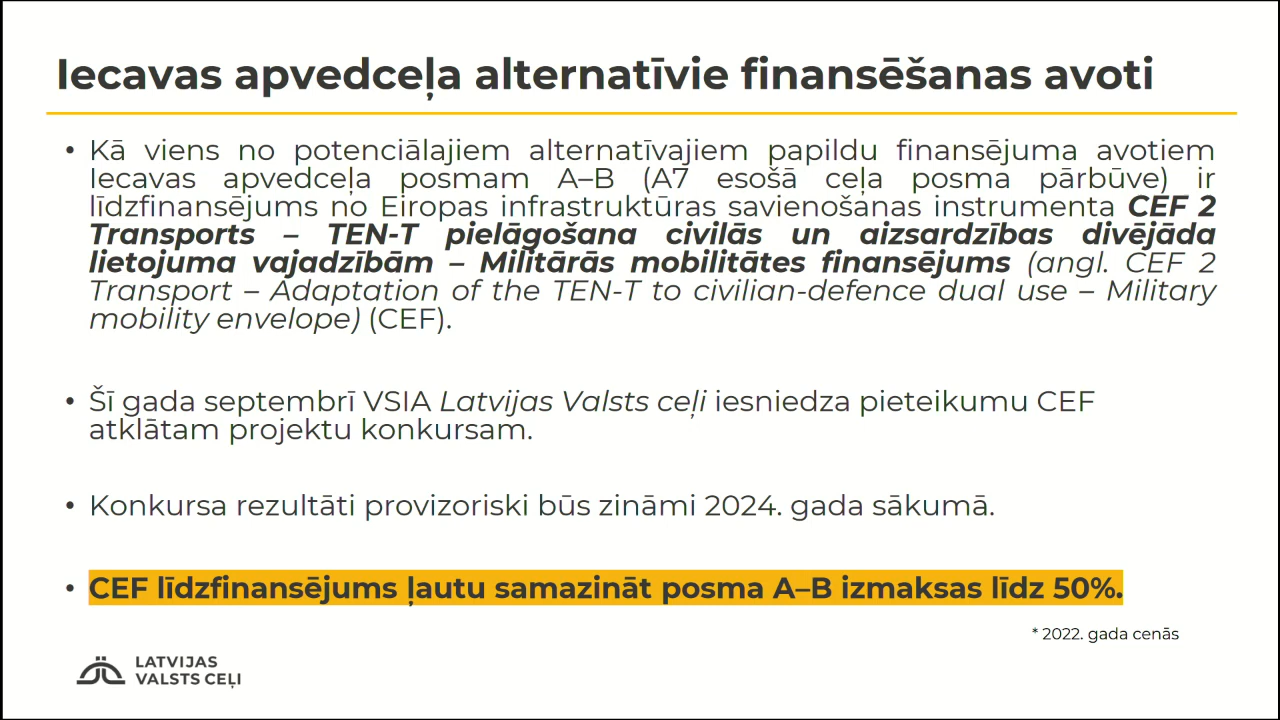 Iecavas apvedceļa alternatīvie finansēšanas avoti
• Kā viens no potenciālajiem alternatīvajiem papildu finansējuma avotiem
Iecavas apvedceļa posmam A–B (A7 esošā ceļa posma pārbūve) ir
līdzfinansējums no Eiropas infrastruktūras savienošanas instrumenta CEF 2
Transports – TEN-T pielāgošana civilās un aizsardzības divējāda
lietojuma vajadzībām – Militārās mobilitātes finansējums (angl. CEF 2
Transport – Adaptation of the TEN-T to civilian-defence dual use – Military
mobility envelope) (CEF).
• Šī gada septembrī VSIA Latvijas Valsts ceļi iesniedza pieteikumu CEF
atklātam projektu konkursam.
• Konkursa rezultāti provizoriski būs zināmi 2024. gada sākumā.
• CEF līdzfinansējums ļautu samazināt posma A–B izmaksas līdz 50%.
* 2022. gada cenās
LATVIJAS
VALSTS CEĻI